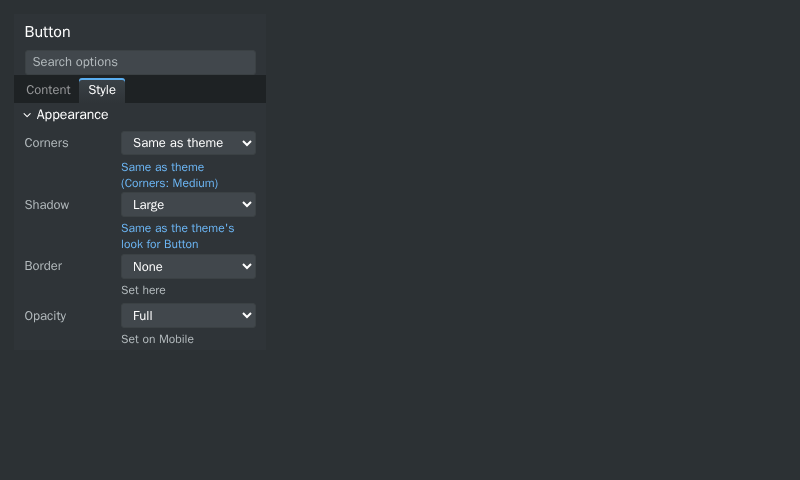 Button
Search options
Content Style
Appearance
Corners Same as theme
Same as theme
(Corners: Medium)
Shadow Large
Same as the theme's
look for Button
Border None
Set here
Opacity Full
Set on Mobile